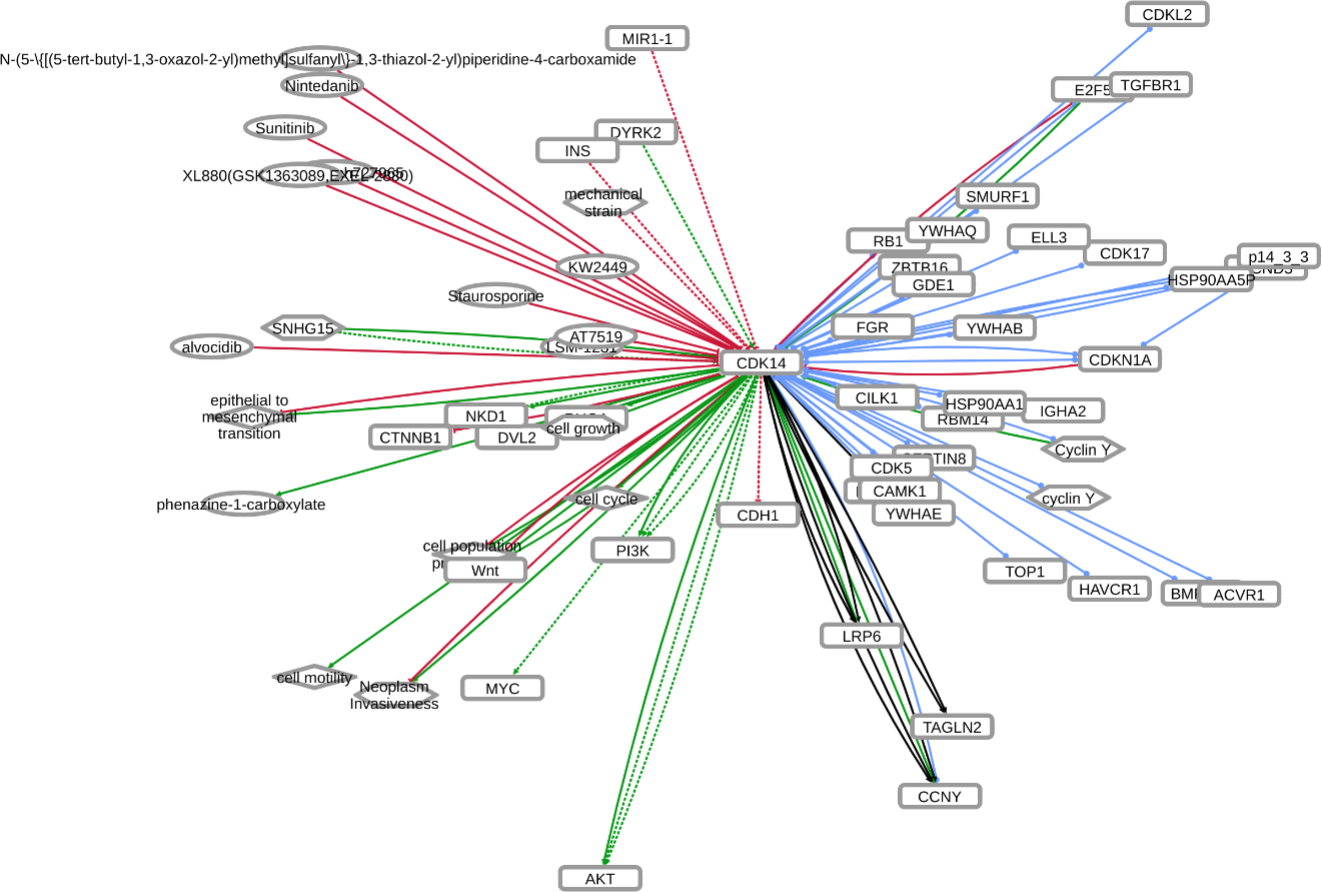 CDKL2
MIR1-1
N-(5-\{[(5-tert-butyl-1,3-oxazol-2-yl)methyl]sulfanyl\}-1,3-thiazol-2-yl)piperidine-4-carboxamide
Nintedanib
E2F5
TGFBR1
Sunitinib
DYRK2
INS
XL880(GSK1363089,EXEL-2880)
mechanical
strain
SMURF1
YWHAQ
RB1
ELL3
CDK17
p14_3_3
KW2449
ZBTB16
GDE1
HSP90AA5P
Staurosporine
SNHG15
FGR
YWHAB
AT7519
alvocidib
CDK14
CDKN1A
epithelial to
mesenchymal
transition
CILK1
HSP90AA1
IGHA2
NKD1
RBM14
CTNNB1
DVL2
cell growth
Cyclin Y
CDK5
CAMK1
cyclin Y
phenazine-1-carboxylate
cell cycle
YWHAE
CDH1
cell population
PI3K
Wnt
TOP1
HAVCR1
ACVR1
LRP6
cell motility
Neoplasm
Invasiveness
MYC
TAGLN2
CCNY
AKT